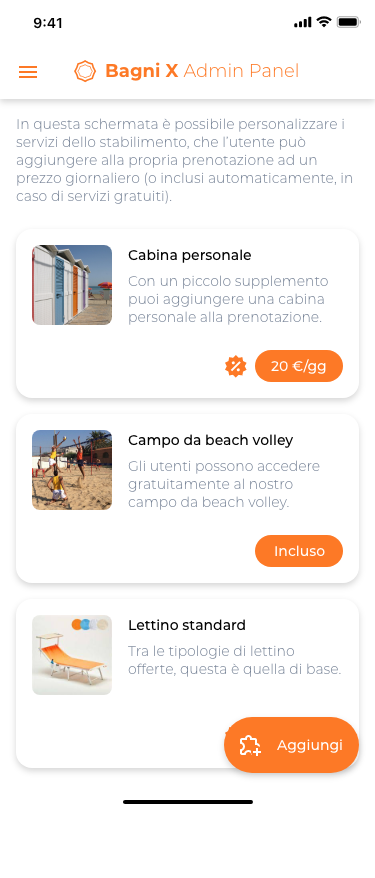 9:41
Bagni X Admin Panel
In questa schermata è possibile personalizzare i
servizi dello stabilimento, che l'utente può
aggiungere alla propria prenotazione ad un
prezzo giornaliero (o inclusi automaticamente, in
caso di servizi gratuiti).
Cabina personale
Con un piccolo supplemento
puoi aggiungere una cabina
personale alla prenotazione.
20 €/gg
Campo da beach volley
Gli utenti possono accedere
gratuitamente al nostro
campo da beach volley.
Incluso
Lettino standard
Tra le tipologie di lettino
offerte, questa è quella di base.
Aggiungi